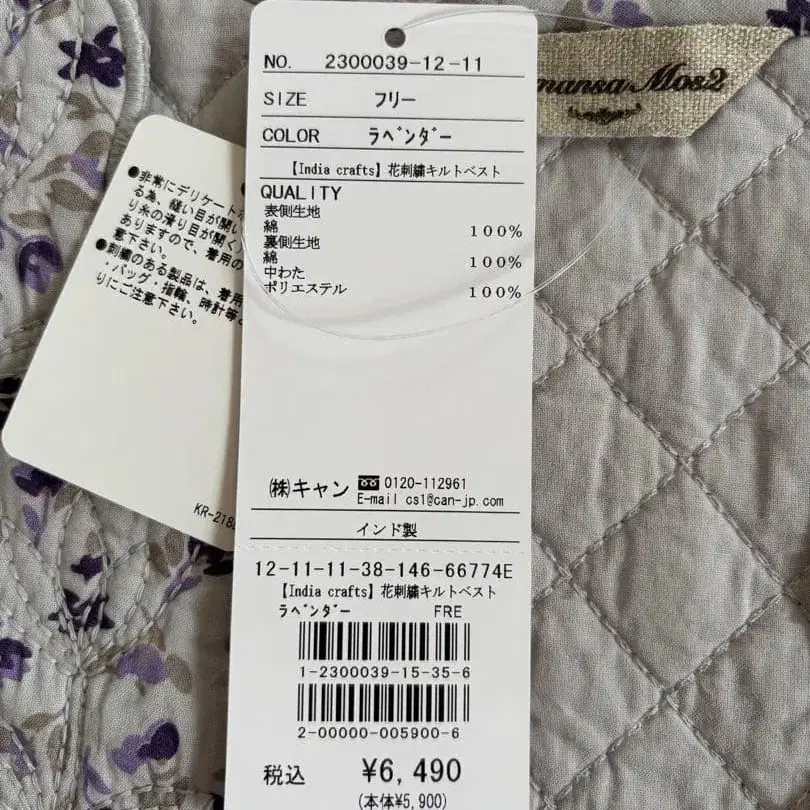 NO. 2300039-12-11
SIZE フリー
COLOR ラベンダー
【India crafts】花刺繍キルトベスト
QUALITY
表側生地
綿 100%
裏側生地
綿 100%
中わた
ポリエステル 100%
㈱キャン 0120-112961
E-mail cs1@can-jp.com
インド製
12-11-11-38-146-66774E
【India crafts】花刺繍キルトベスト
ラベンダー FRE
1-2300039-15-35-6
2-00000-005900-6
税込 ¥6,490
(本体¥5,900)
●非常にデリケート
る為、縫い目が開い
り糸の滑り目が開く
ありますので、着用の
意下さい。
●刺繍のある製品は、着用
・バッグ・指輪、時計等
りにご注意下さい。
KR-218
mansa Mos2